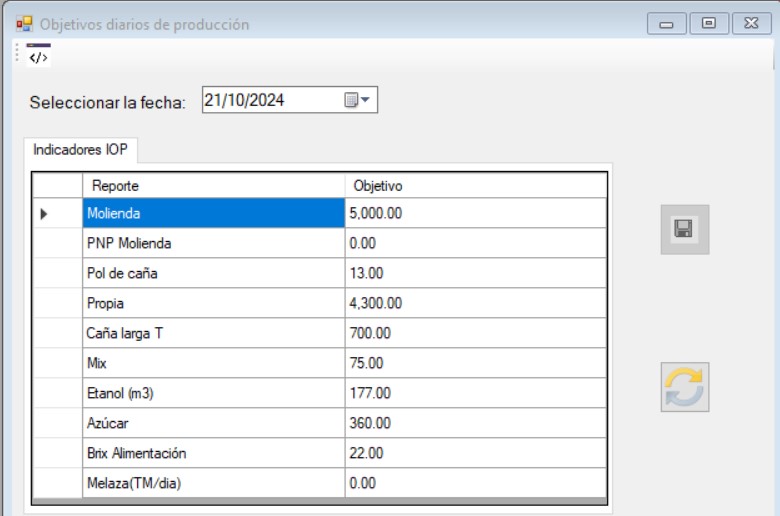 Objetivos diarios de producción
</>
Seleccionar la fecha: 21/10/2024
Indicadores IOP
Reporte Objetivo
Molienda 5,000.00
PNP Molienda 0.00
Pol de caña 13.00
Propia 4,300.00
Caña larga T 700.00
Mix 75.00
Etanol (m3) 177.00
Azúcar 360.00
Brix Alimentación 22.00
Melaza(TM/dia) 0.00